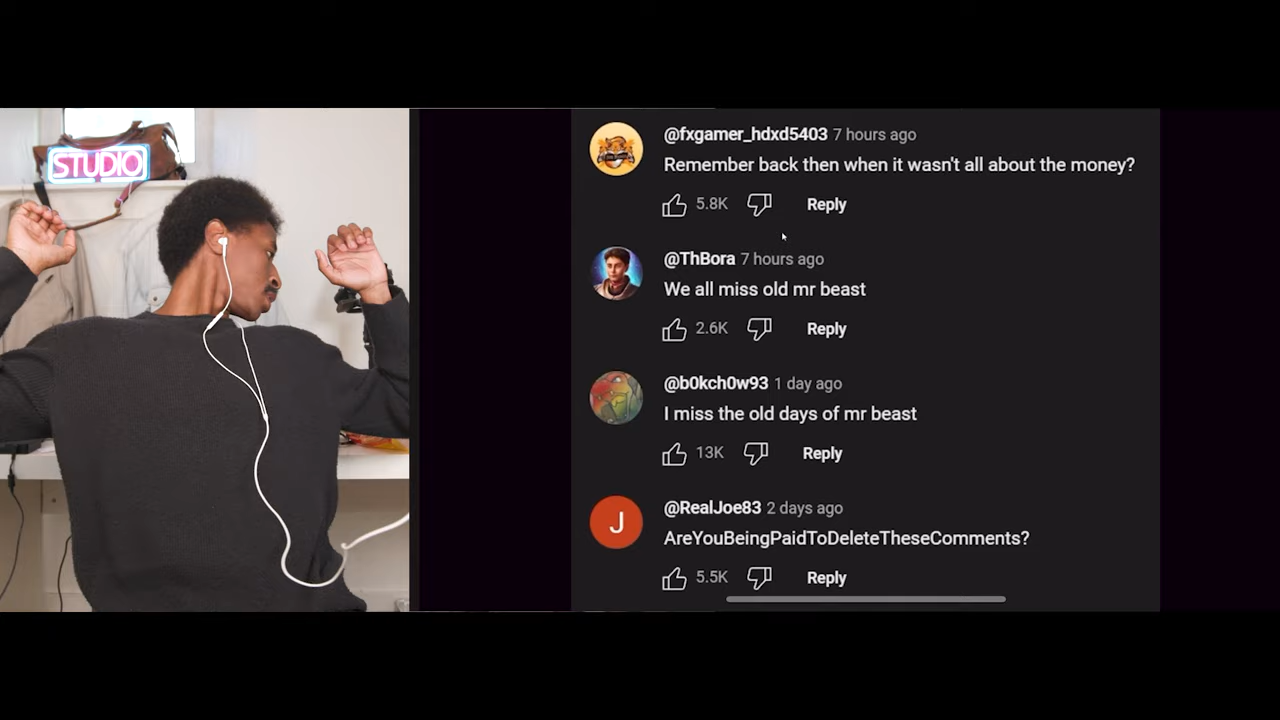 STUDIO
@fxgamer_hdxd5403 7 hours ago
Remember back then when it wasn't all about the money?
5.8K Reply
@ThBora 7 hours ago
We all miss old mr beast
2.6K Reply
@b0kch0w93 1 day ago
I miss the old days of mr beast
13K Reply
J
@RealJoe83 2 days ago
AreYouBeingPaidToDeleteTheseComments?
5.5K Reply